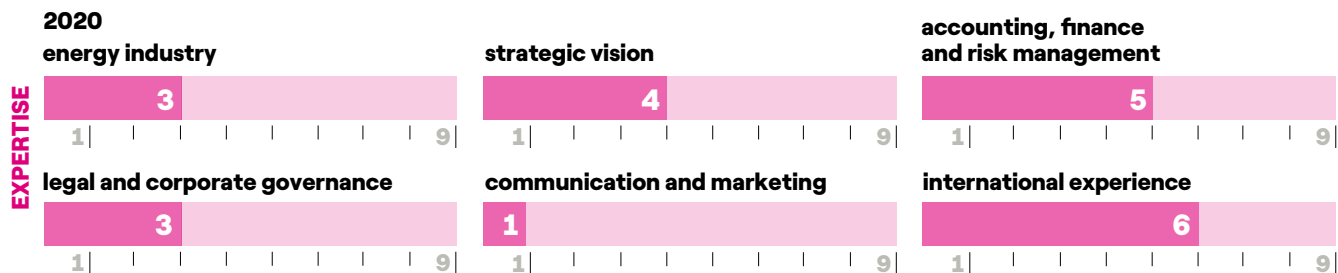 2020
EXPERTISE
energy industry
3
1 9
strategic vision
4
1 9
accounting, finance
and risk management
5
1 9
legal and corporate governance
3
1 9
communication and marketing
1
1 9
international experience
6
1 9